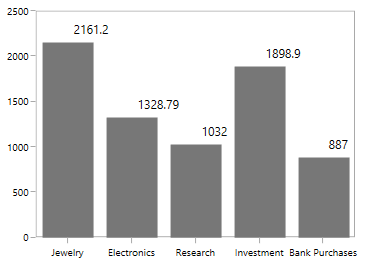 2500
2000
1500
1000
500
0
2161.2
1328.79
1032
1898.9
887
Jewelry
Electronics
Research
Investment
Bank Purchases